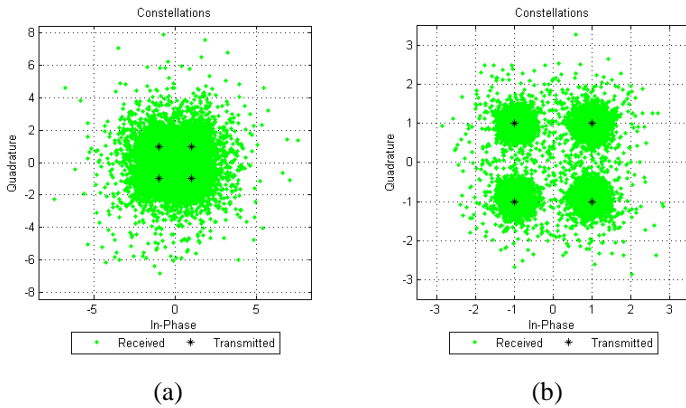 Constellations
8
6
4
2
0
-2
-4
-6
-8
Quadrature
-5 0 5
In-Phase
Received Transmitted
(a)
Constellations
3
2
1
0
-1
-2
-3
Quadrature
-3 -2 -1 0 1 2 3
In-Phase
Received Transmitted
(b)